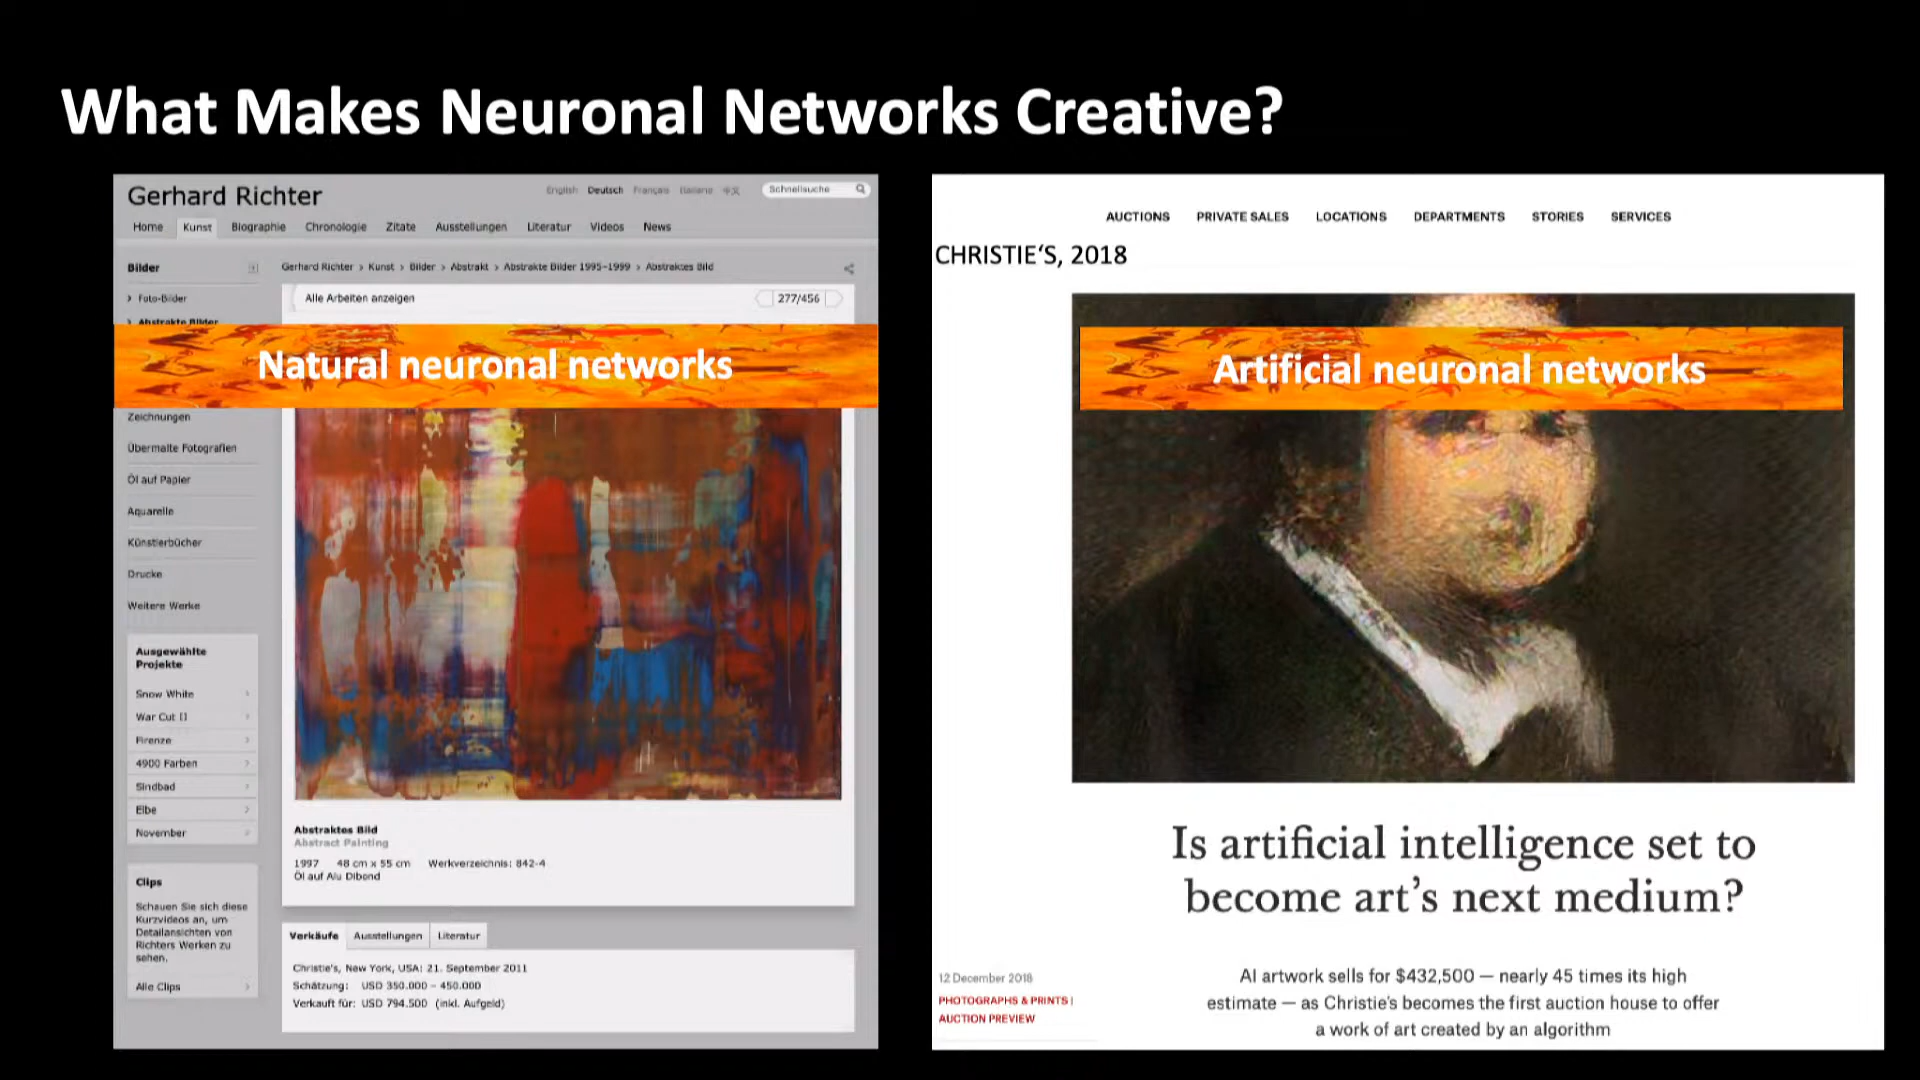 What Makes Neuronal Networks Creative?
Gerhard Richter
English Deutsch Français Italiano 中文
Schnellsuche
Home Kunst Biographie Chronologie Zitate Ausstellungen Literatur Videos News
Bilder
Gerhard Richter > Kunst > Bilder > Abstrakt > Abstrakte Bilder 1995–1999 > Abstraktes Bild
> Foto-Bilder
> Abstrakte Bilder
Alle Arbeiten anzeigen
277/456
Natural neuronal networks
Zeichnungen
Übermalte Fotografien
Öl auf Papier
Aquarelle
Künstlerbücher
Drucke
Weitere Werke
Ausgewählte
Projekte
Snow White
War Cut II
Firenze
4900 Farben
Sindbad
Elbe
November
Clips
Schauen Sie sich diese
Kurzvideos an, um
Detailansichten von
Richters Werken zu
sehen.
Alle Clips
Abstraktes Bild
Abstract Painting
1997 48 cm x 55 cm Werkverzeichnis: 842-4
Öl auf Alu Dibond
Verkäufe Ausstellungen Literatur
Christie's, New York, USA: 21. September 2011
Schätzung: USD 350.000 – 450.000
Verkauft für: USD 794.500 (inkl. Aufgeld)
AUCTIONS PRIVATE SALES LOCATIONS DEPARTMENTS STORIES SERVICES
CHRISTIE‘S, 2018
Artificial neuronal networks
Is artificial intelligence set to
become art’s next medium?
12 December 2018
PHOTOGRAPHS & PRINTS |
AUCTION PREVIEW
AI artwork sells for $432,500 — nearly 45 times its high
estimate — as Christie’s becomes the first auction house to offer
a work of art created by an algorithm